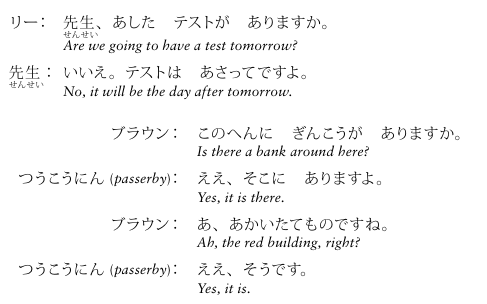 リー： 先生、あした テストが ありますか。
せんせい
Are we going to have a test tomorrow?
先生： いいえ。テストは あさってですよ。
せんせい
No, it will be the day after tomorrow.
ブラウン： このへんに ぎんこうが ありますか。
Is there a bank around here?
つうこうにん (passerby)： ええ、そこに ありますよ。
Yes, it is there.
ブラウン： あ、あかいたてものですね。
Ah, the red building, right?
つうこうにん (passerby)： ええ、そうです。
Yes, it is.